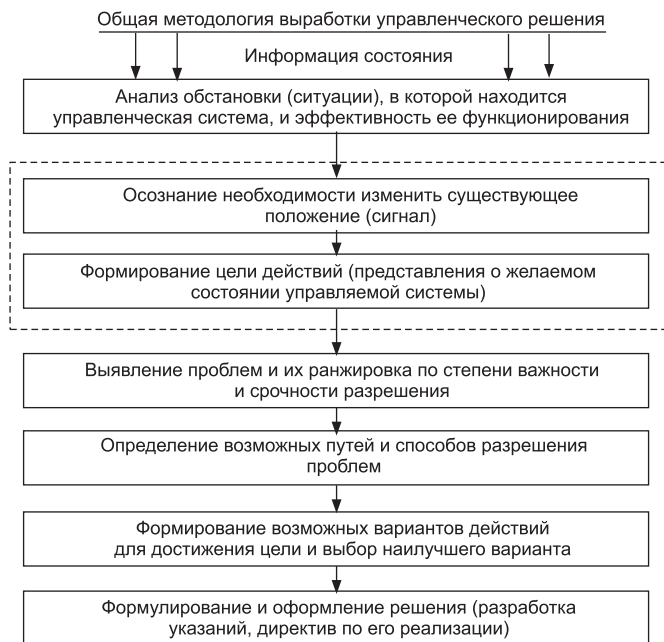 Общая методология выработки управленческого решения
Информация состояния
Анализ обстановки (ситуации), в которой находится
управленческая система, и эффективность ее функционирования
Осознание необходимости изменить существующее
положение (сигнал)
Формирование цели действий (представления о желаемом
состоянии управляемой системы)
Выявление проблем и их ранжировка по степени важности
и срочности разрешения
Определение возможных путей и способов разрешения
проблем
Формирование возможных вариантов действий
для достижения цели и выбор наилучшего варианта
Формулирование и оформление решения (разработка
указаний, директив по его реализации)